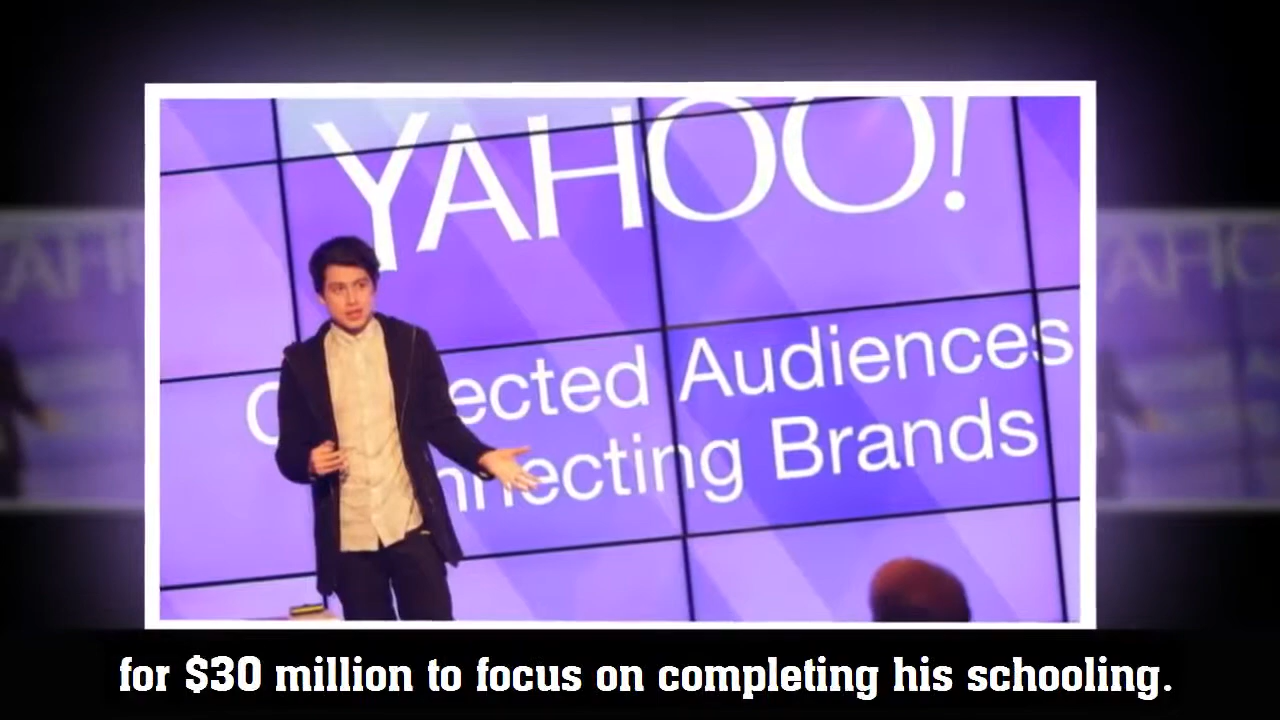 YAHOO!
ected Audiences
nnecting Brands
for $30 million to focus on completing his schooling.